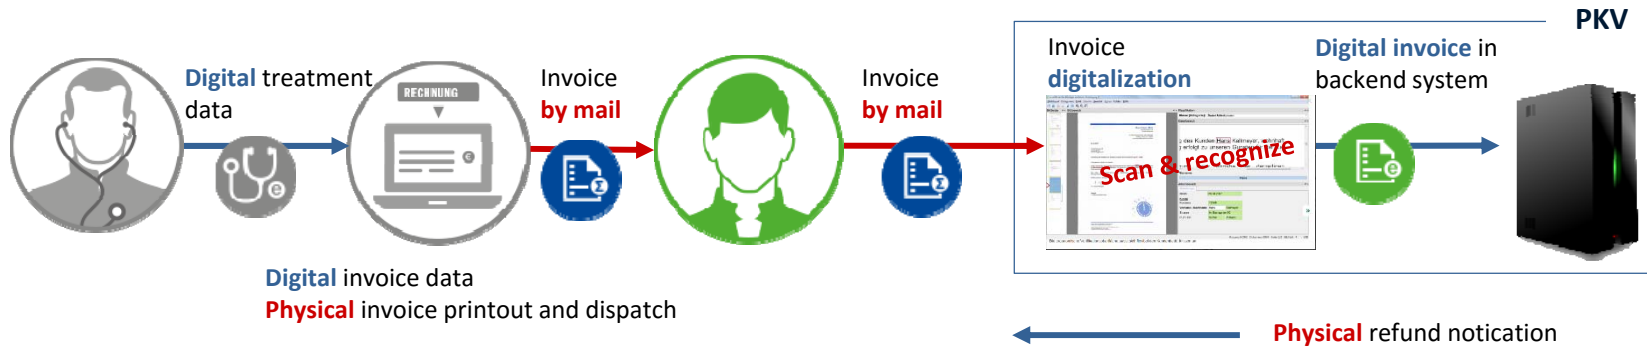 PKV
Digital treatment
data
RECHNUNG
Invoice
by mail
Invoice
by mail
Invoice
digitalization
Scan & recognize
Digital invoice in
backend system
Digital invoice data
Physical invoice printout and dispatch
Physical refund notication